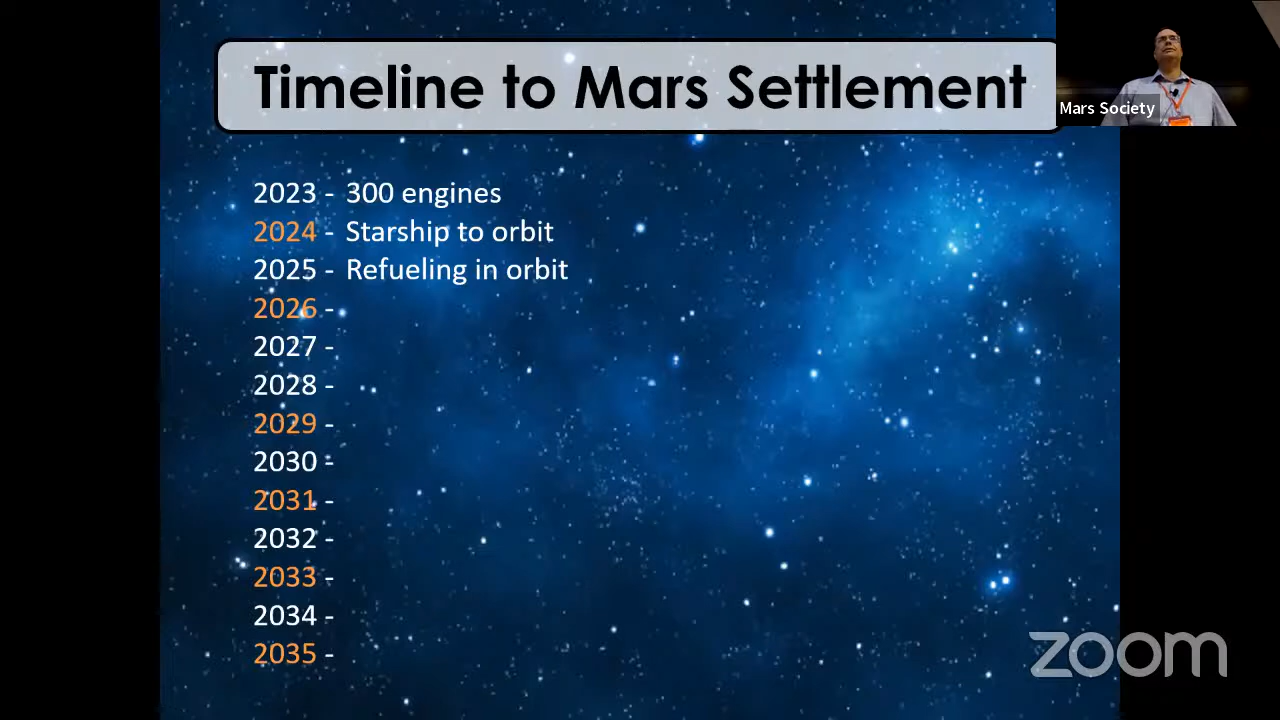 Timeline to Mars Settlement
Mars Society
2023 - 300 engines
2024 - Starship to orbit
2025 - Refueling in orbit
2026 -
2027 -
2028 -
2029 -
2030 -
2031 -
2032 -
2033 -
2034 -
2035 -
zoom